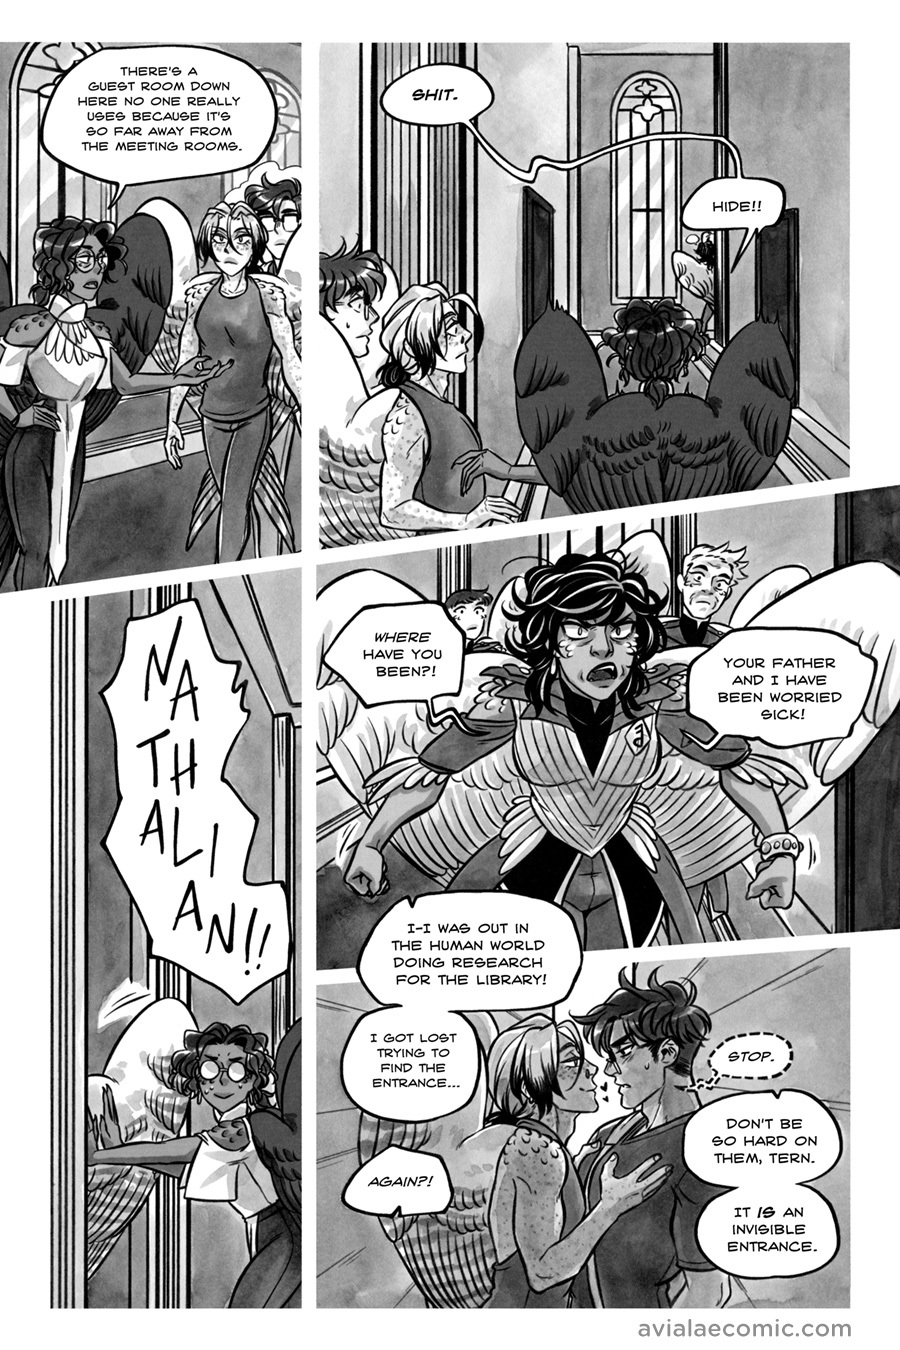 THERE'S A
GUEST ROOM DOWN
HERE NO ONE REALLY
USES BECAUSE IT'S
SO FAR AWAY FROM
THE MEETING ROOMS.
SHIT.
HIDE!!
NA
TH
ALI
AN!!
WHERE
HAVE YOU
BEEN?!
YOUR FATHER
AND I HAVE
BEEN WORRIED
SICK!
I-I WAS OUT IN
THE HUMAN WORLD
DOING RESEARCH
FOR THE LIBRARY!
I GOT LOST
TRYING TO
FIND THE
ENTRANCE...
AGAIN?!
STOP.
DON'T BE
SO HARD ON
THEM, TERN.
IT IS AN
INVISIBLE
ENTRANCE.
avialaecomic.com